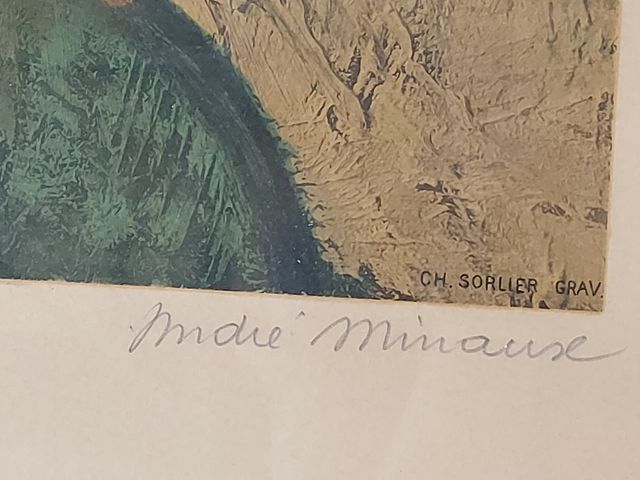 CH. SORLIER GRAV.
André Minaux